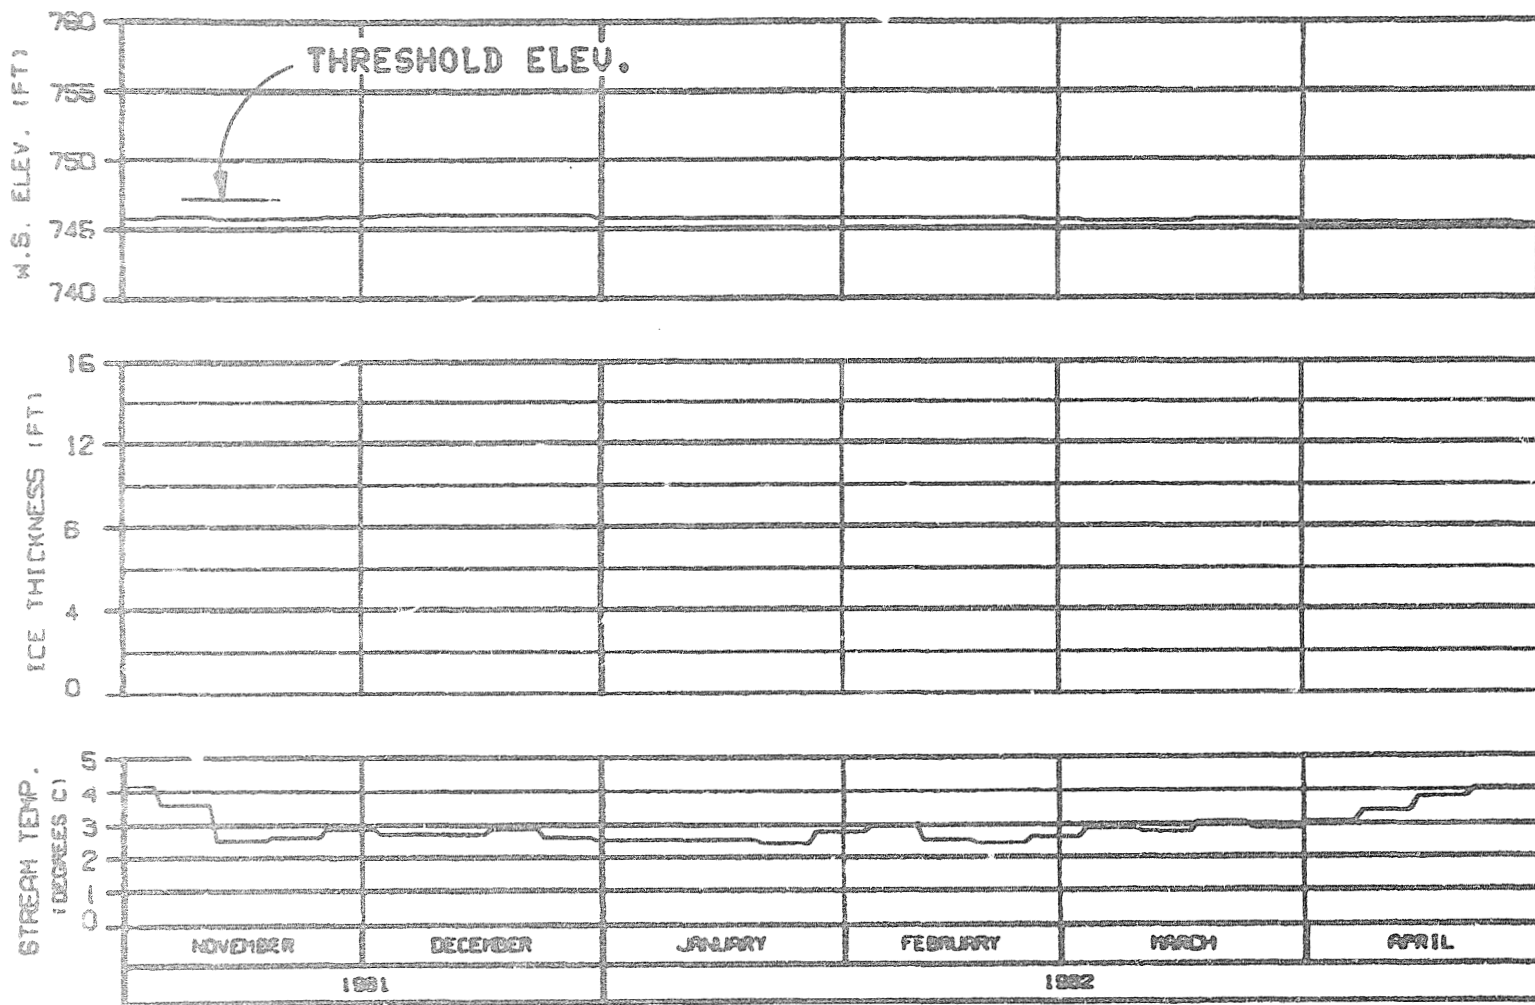 760
THRESHOLD ELEV.
755
750
745
740
W.S. ELEV. (FT)
16
12
8
4
0
ICE THICKNESS (FT)
5
4
3
2
1
0
STREAM TEMP.
(DEGREES C)
NOVEMBER DECEMBER JANUARY FEBRUARY MARCH APRIL
1981 1982